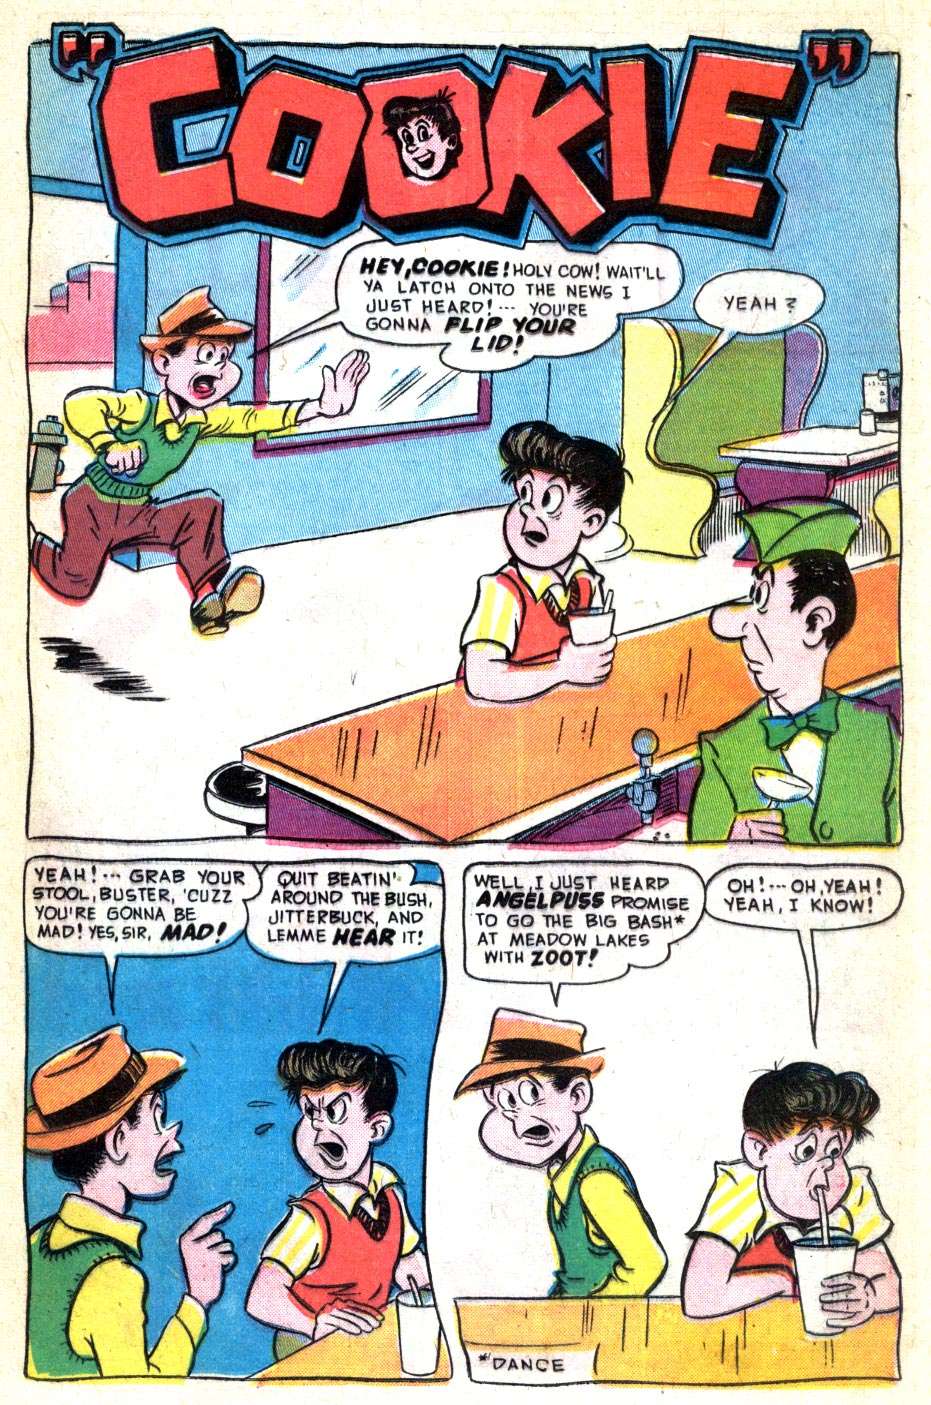 "COOKIE"
HEY, COOKIE! HOLY COW! WAIT'LL
YA LATCH ONTO THE NEWS I
JUST HEARD! --- YOU'RE
GONNA FLIP YOUR
LID!
YEAH?
YEAH! --- GRAB YOUR
STOOL, BUSTER, 'CUZZ
YOU'RE GONNA BE
MAD! YES, SIR, MAD!
QUIT BEATIN'
AROUND THE BUSH,
JITTERBUCK, AND
LEMME HEAR IT!
WELL, I JUST HEARD
ANGELPUSS PROMISE
TO GO THE BIG BASH*
AT MEADOW LAKES
WITH ZOOT!
OH! --- OH, YEAH!
YEAH, I KNOW!
*DANCE